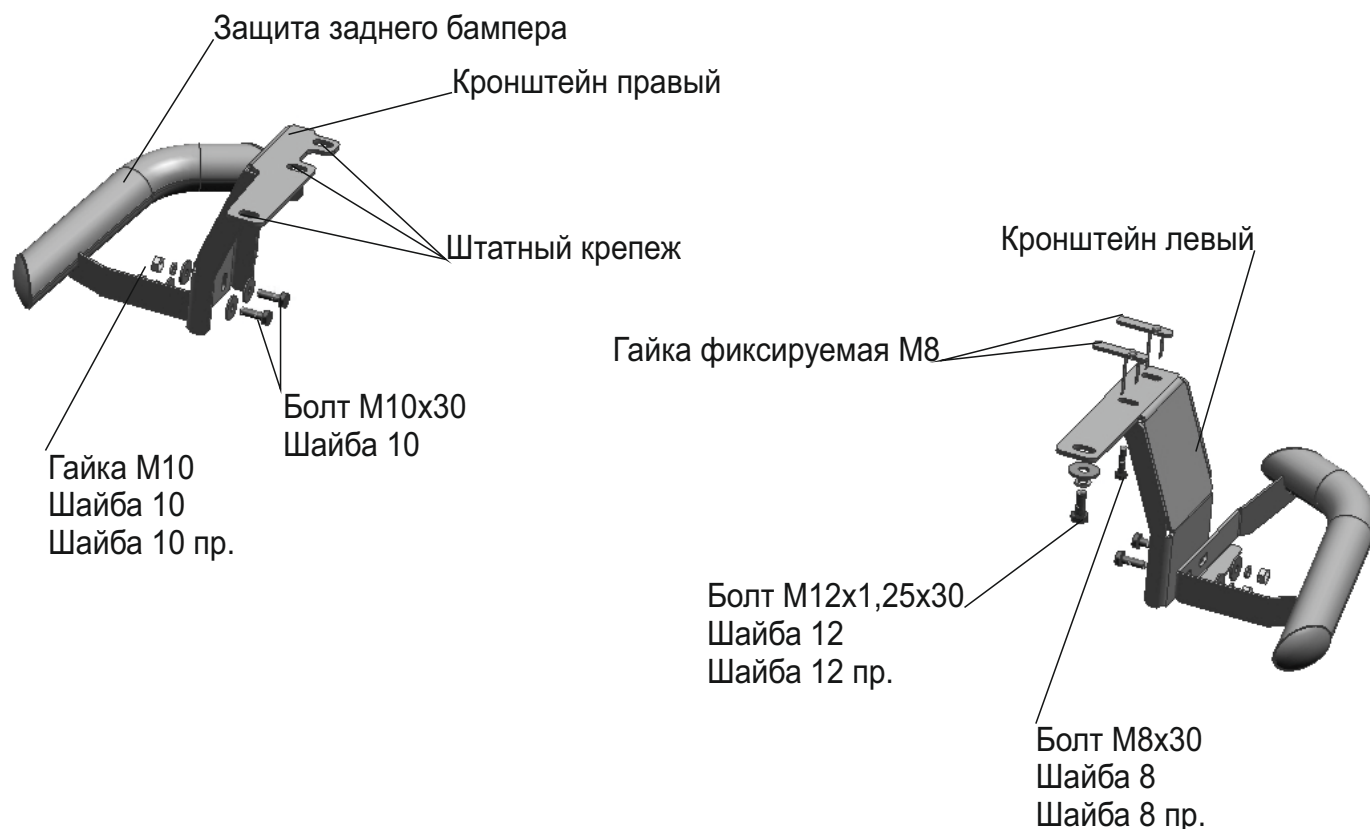 Защита заднего бампера
Кронштейн правый
Штатный крепеж
Кронштейн левый
Гайка фиксируемая М8
Болт М10х30
Шайба 10
Гайка М10
Шайба 10
Шайба 10 пр.
Болт М12х1,25х30
Шайба 12
Шайба 12 пр.
Болт М8х30
Шайба 8
Шайба 8 пр.